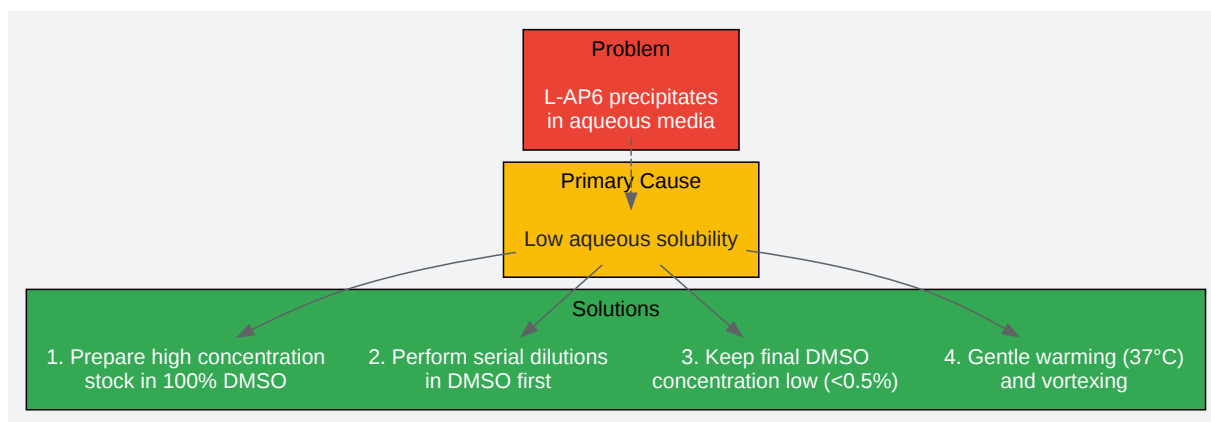 Problem
L-AP6 precipitates
in aqueous media
Primary Cause
Low aqueous solubility
Solutions
1. Prepare high concentration
stock in 100% DMSO
2. Perform serial dilutions
in DMSO first
3. Keep final DMSO
concentration low (<0.5%)
4. Gentle warming (37°C)
and vortexing